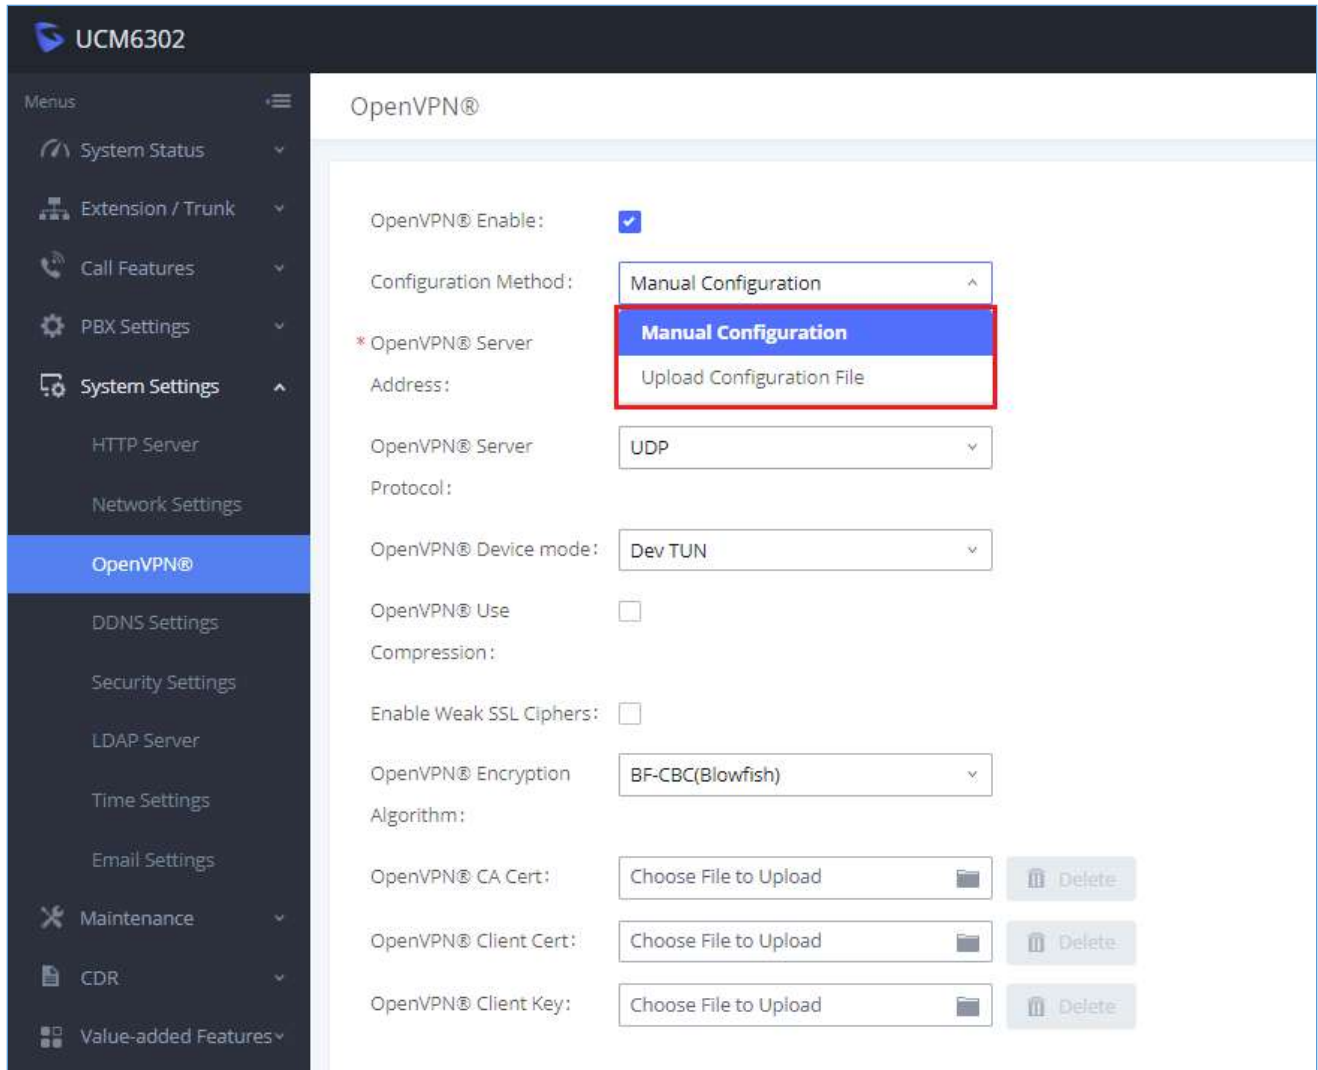 UCM6302
Menus
System Status
Extension / Trunk
Call Features
PBX Settings
System Settings
HTTP Server
Network Settings
OpenVPN®
DDNS Settings
Security Settings
LDAP Server
Time Settings
Email Settings
Maintenance
CDR
Value-added Features
OpenVPN®
OpenVPN® Enable:
Configuration Method: Manual Configuration
Manual Configuration
Upload Configuration File
* OpenVPN® Server
Address:
OpenVPN® Server UDP
Protocol:
OpenVPN® Device mode: Dev TUN
OpenVPN® Use
Compression:
Enable Weak SSL Ciphers:
OpenVPN® Encryption BF-CBC(Blowfish)
Algorithm:
OpenVPN® CA Cert: Choose File to Upload Delete
OpenVPN® Client Cert: Choose File to Upload Delete
OpenVPN® Client Key: Choose File to Upload Delete